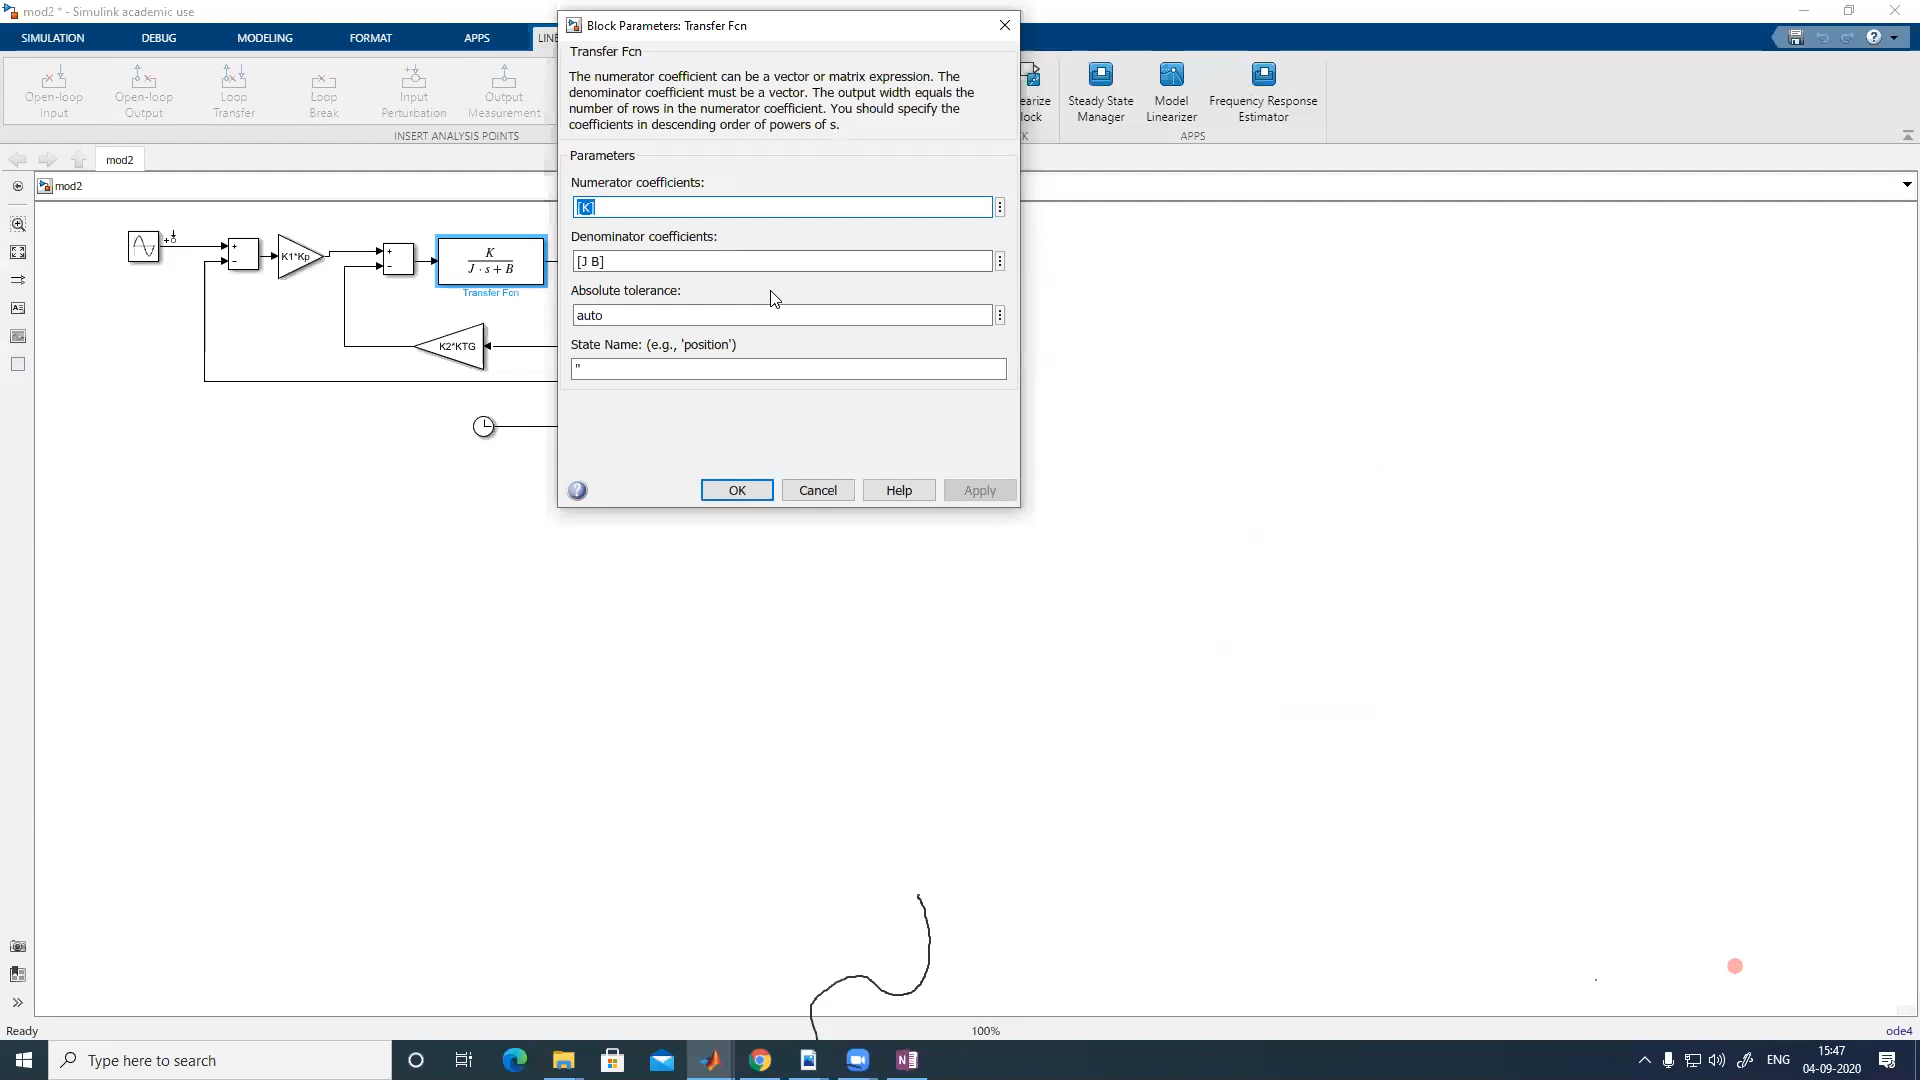 mod2 * - Simulink academic use
SIMULATION
DEBUG
MODELING
FORMAT
APPS
LINE
Open-loop
Input
Open-loop
Output
Loop
Transfer
Loop
Break
Input
Perturbation
Output
Measurement
INSERT ANALYSIS POINTS
earize
lock
K
Steady State
Manager
Model
Linearizer
Frequency Response
Estimator
APPS
mod2
mod2
K1*Kp
K
J · s + B
Transfer Fcn
K2*KTG
Block Parameters: Transfer Fcn
Transfer Fcn
The numerator coefficient can be a vector or matrix expression. The
denominator coefficient must be a vector. The output width equals the
number of rows in the numerator coefficient. You should specify the
coefficients in descending order of powers of s.
Parameters
Numerator coefficients:
[K]
Denominator coefficients:
[J B]
Absolute tolerance:
auto
State Name: (e.g., 'position')
''
OK
Cancel
Help
Apply
Ready
100%
ode4
Type here to search
ENG
15:47
04-09-2020